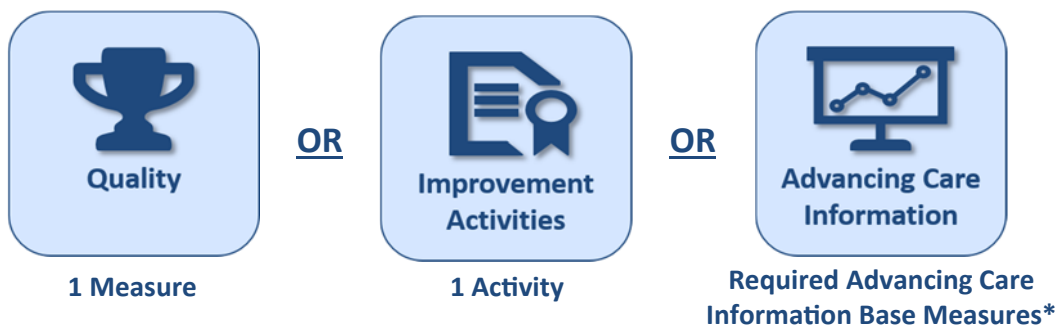 Quality
1 Measure
OR
Improvement
Activities
1 Activity
OR
Advancing Care
Information
Required Advancing Care
Information Base Measures*